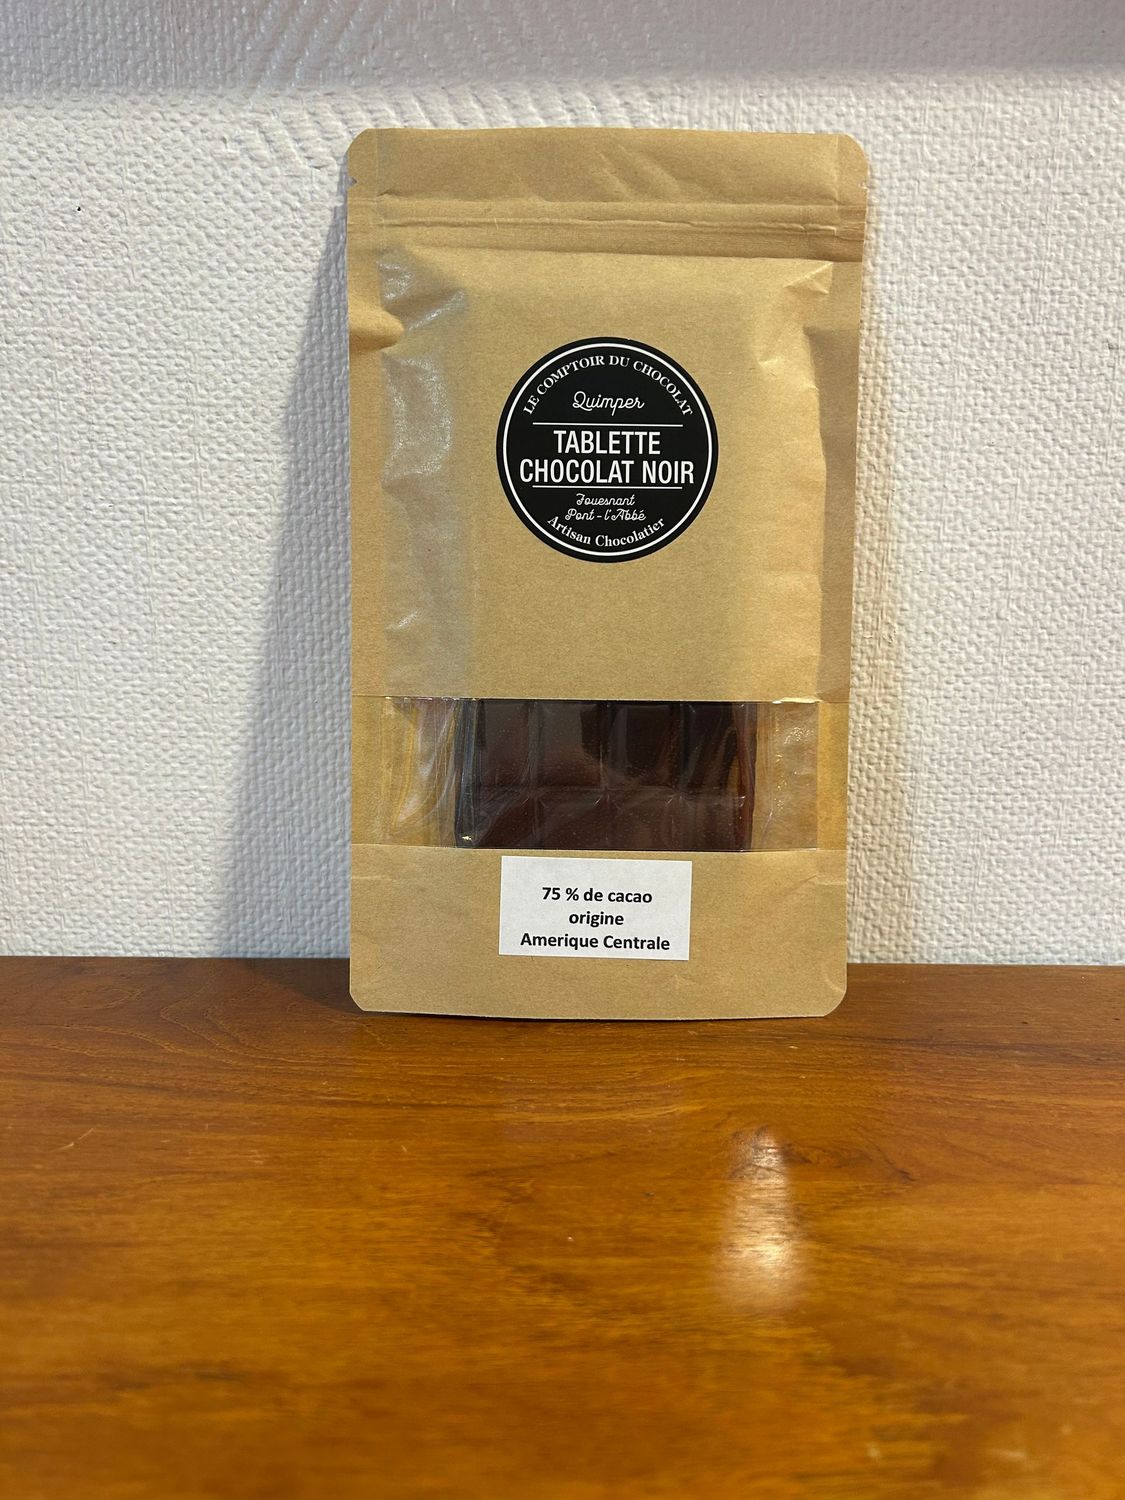 LE COMPTOIR DU CHOCOLAT
Quimper
TABLETTE
CHOCOLAT NOIR
Fouesnant
Pont-l'Abbé
Artisan Chocolatier
75 % de cacao
origine
Amerique Centrale